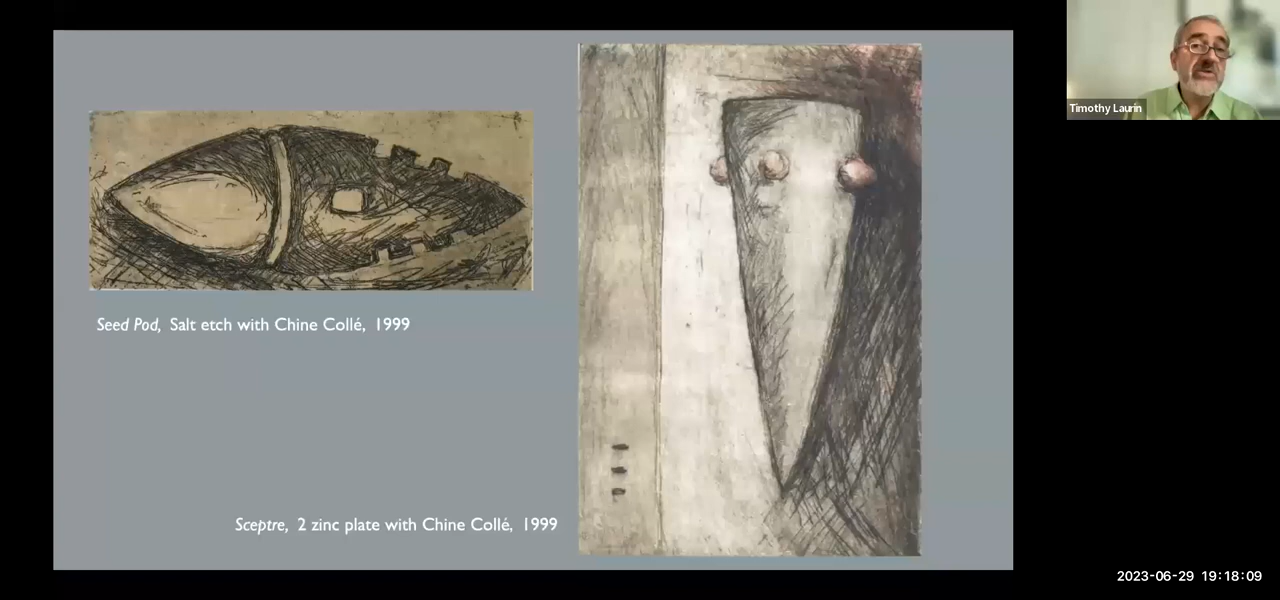 Timothy Laurin
Seed Pod, Salt etch with Chine Collé, 1999
Sceptre, 2 zinc plate with Chine Collé, 1999
2023-06-29 19:18:09